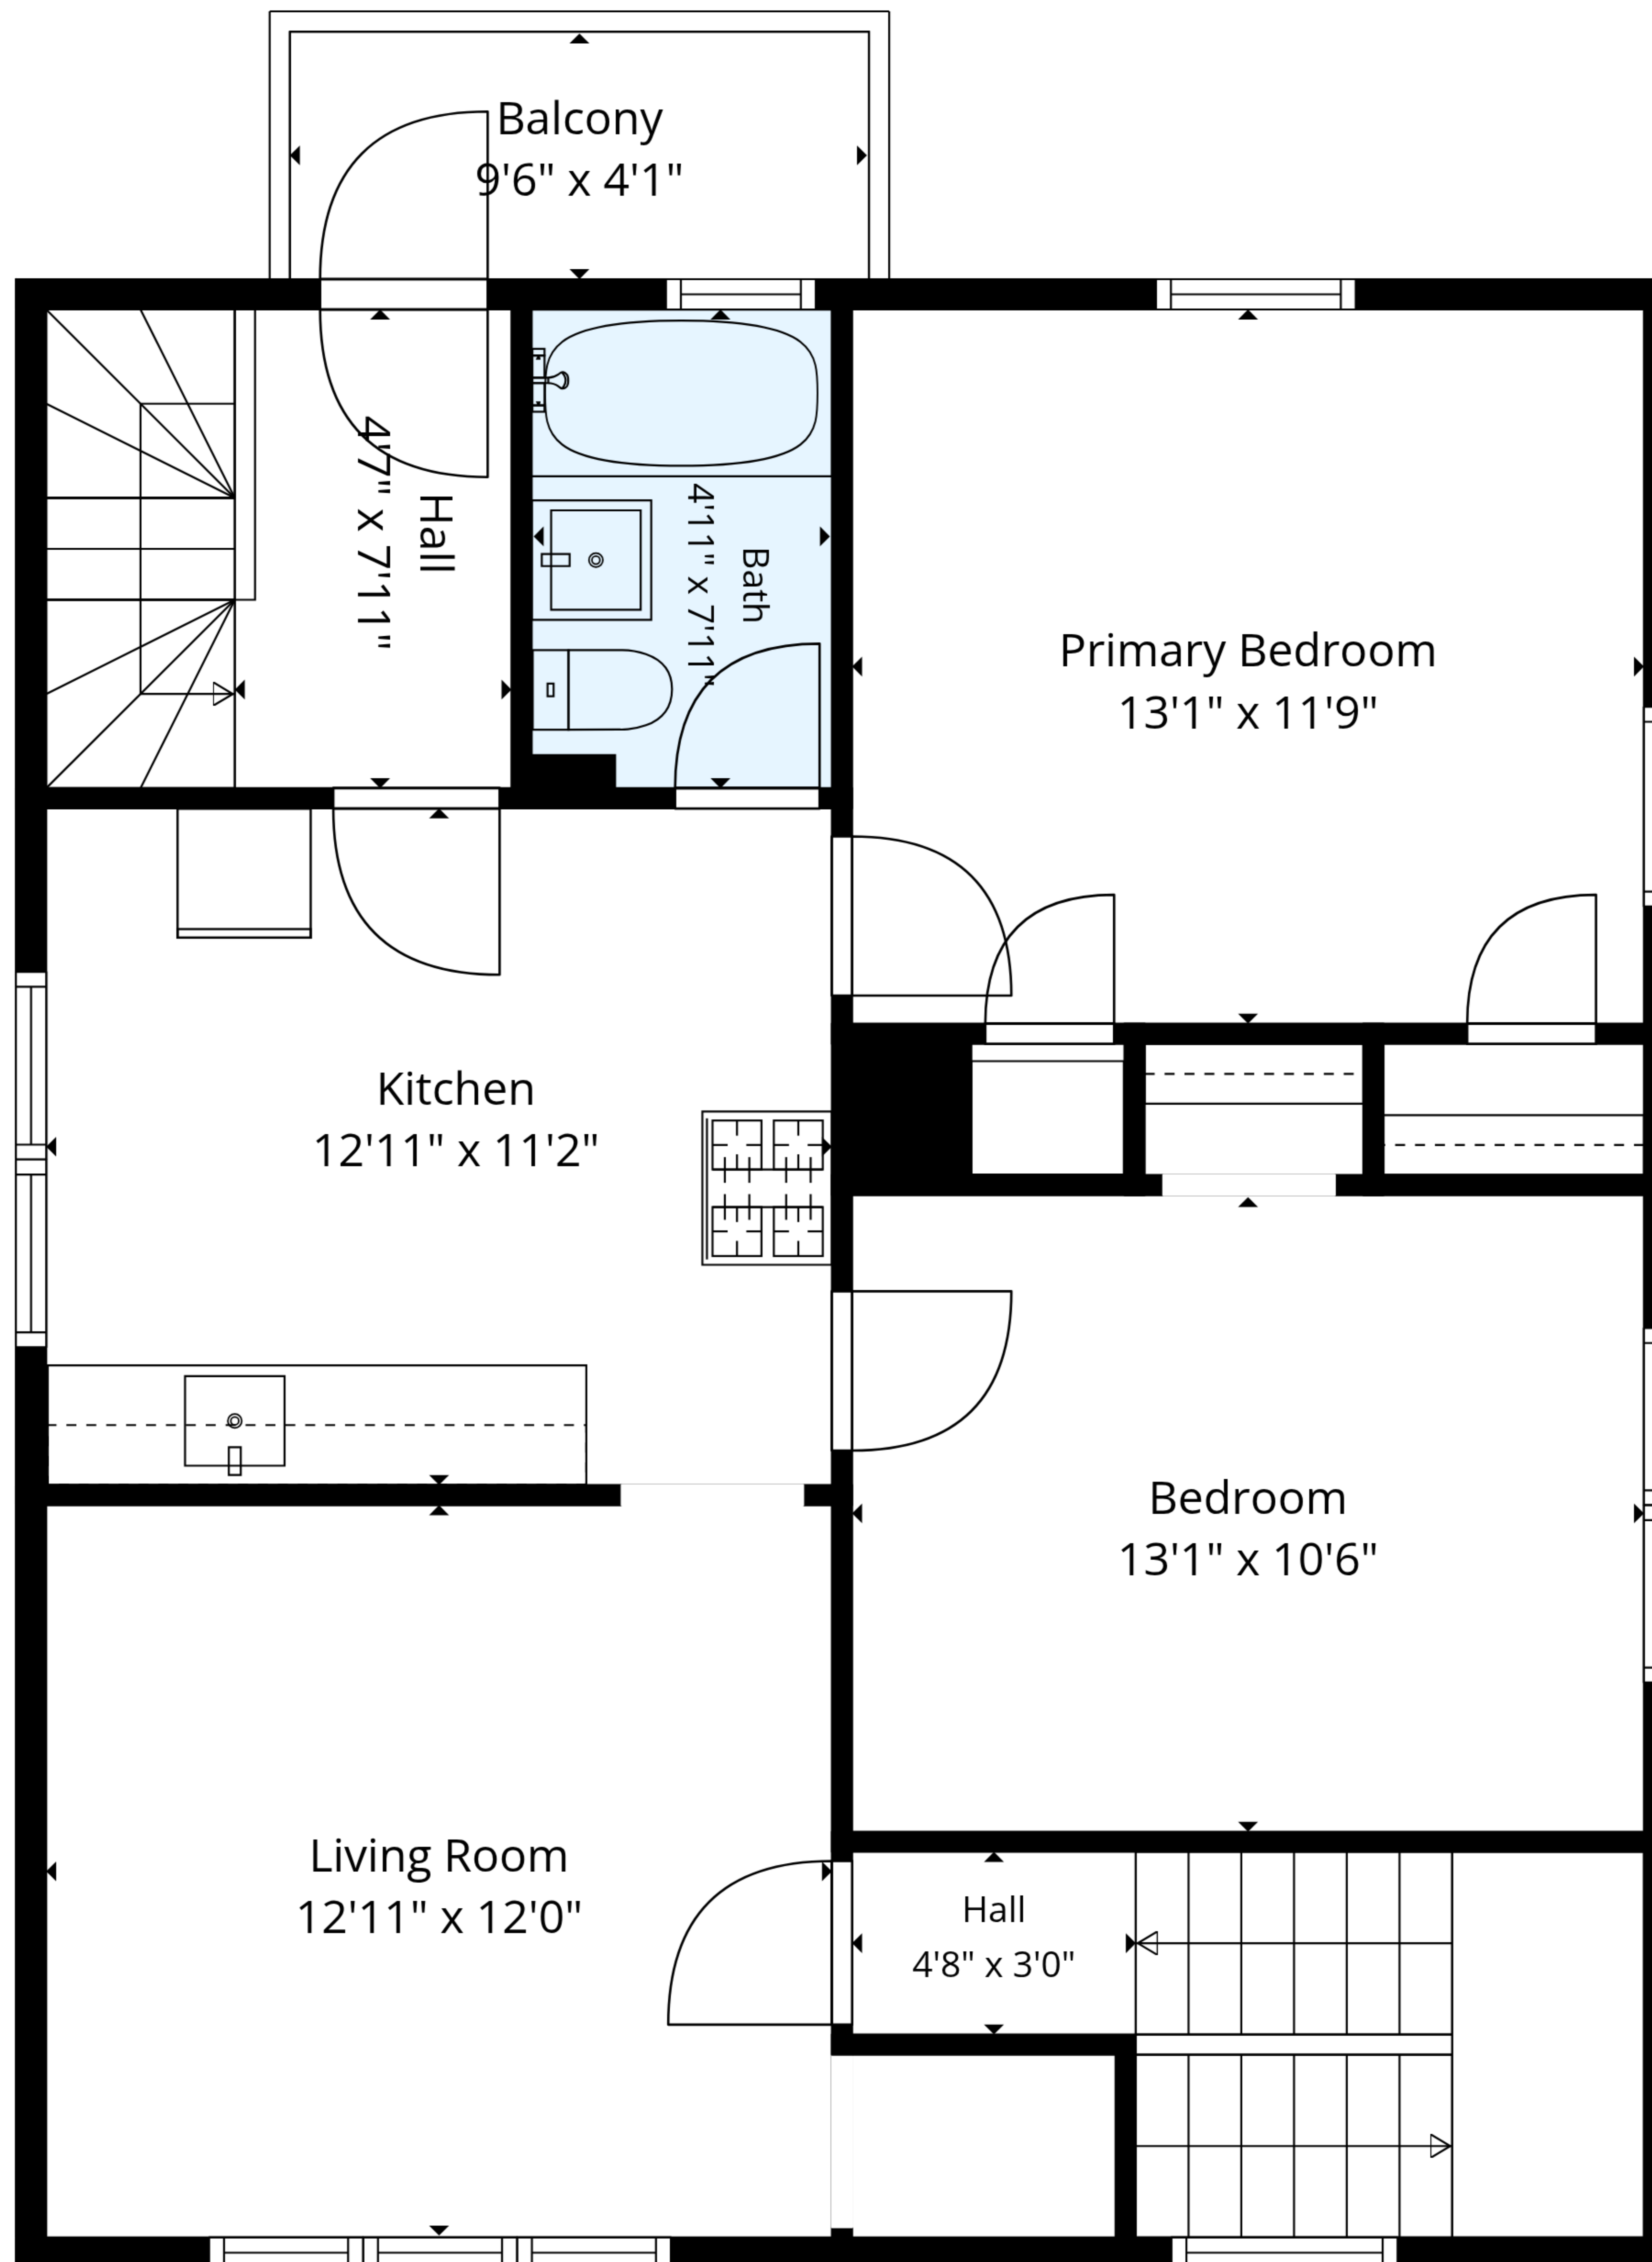 Balcony
9'6" x 4'1"
Hall
4'7" x 7'11"
Bath
4'11" x 7'11"
Primary Bedroom
13'1" x 11'9"
Kitchen
12'11" x 11'2"
Bedroom
13'1" x 10'6"
Living Room
12'11" x 12'0"
Hall
4'8" x 3'0"